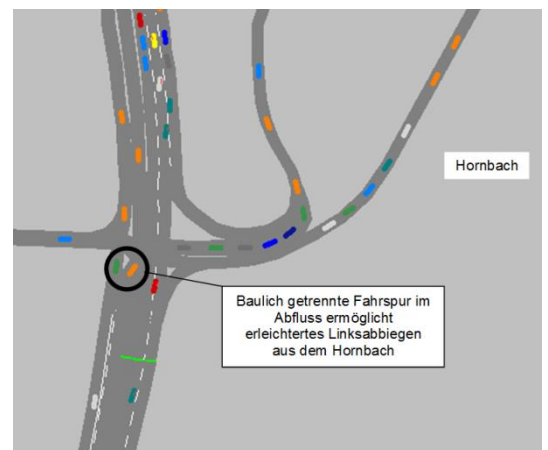 Hornbach
Baulich getrennte Fahrspur im
Abfluss ermöglicht
erleichtertes Linksabbiegen
aus dem Hornbach